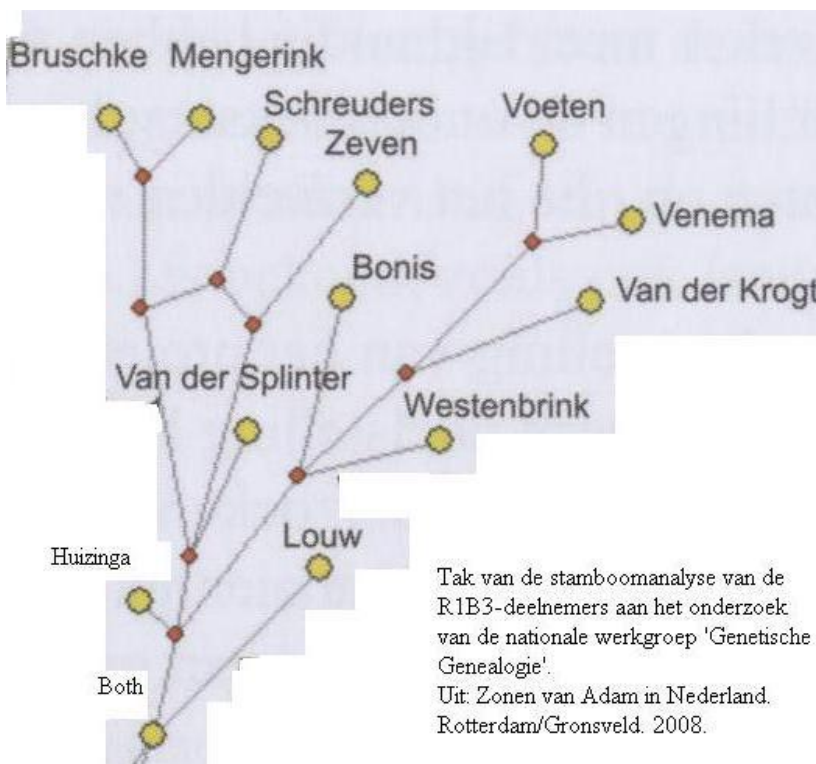 Bruschke Mengerink
Schreuders
Zeven
Voeten
Venema
Bonis
Van der Krogt
Van der Splinter
Westenbrink
Louw
Huizinga
Both
Tak van de stamboomanalyse van de
R1B3-deelnemers aan het onderzoek
van de nationale werkgroep 'Genetische
Genealogie'.
Uit: Zonen van Adam in Nederland.
Rotterdam/Gronsveld. 2008.